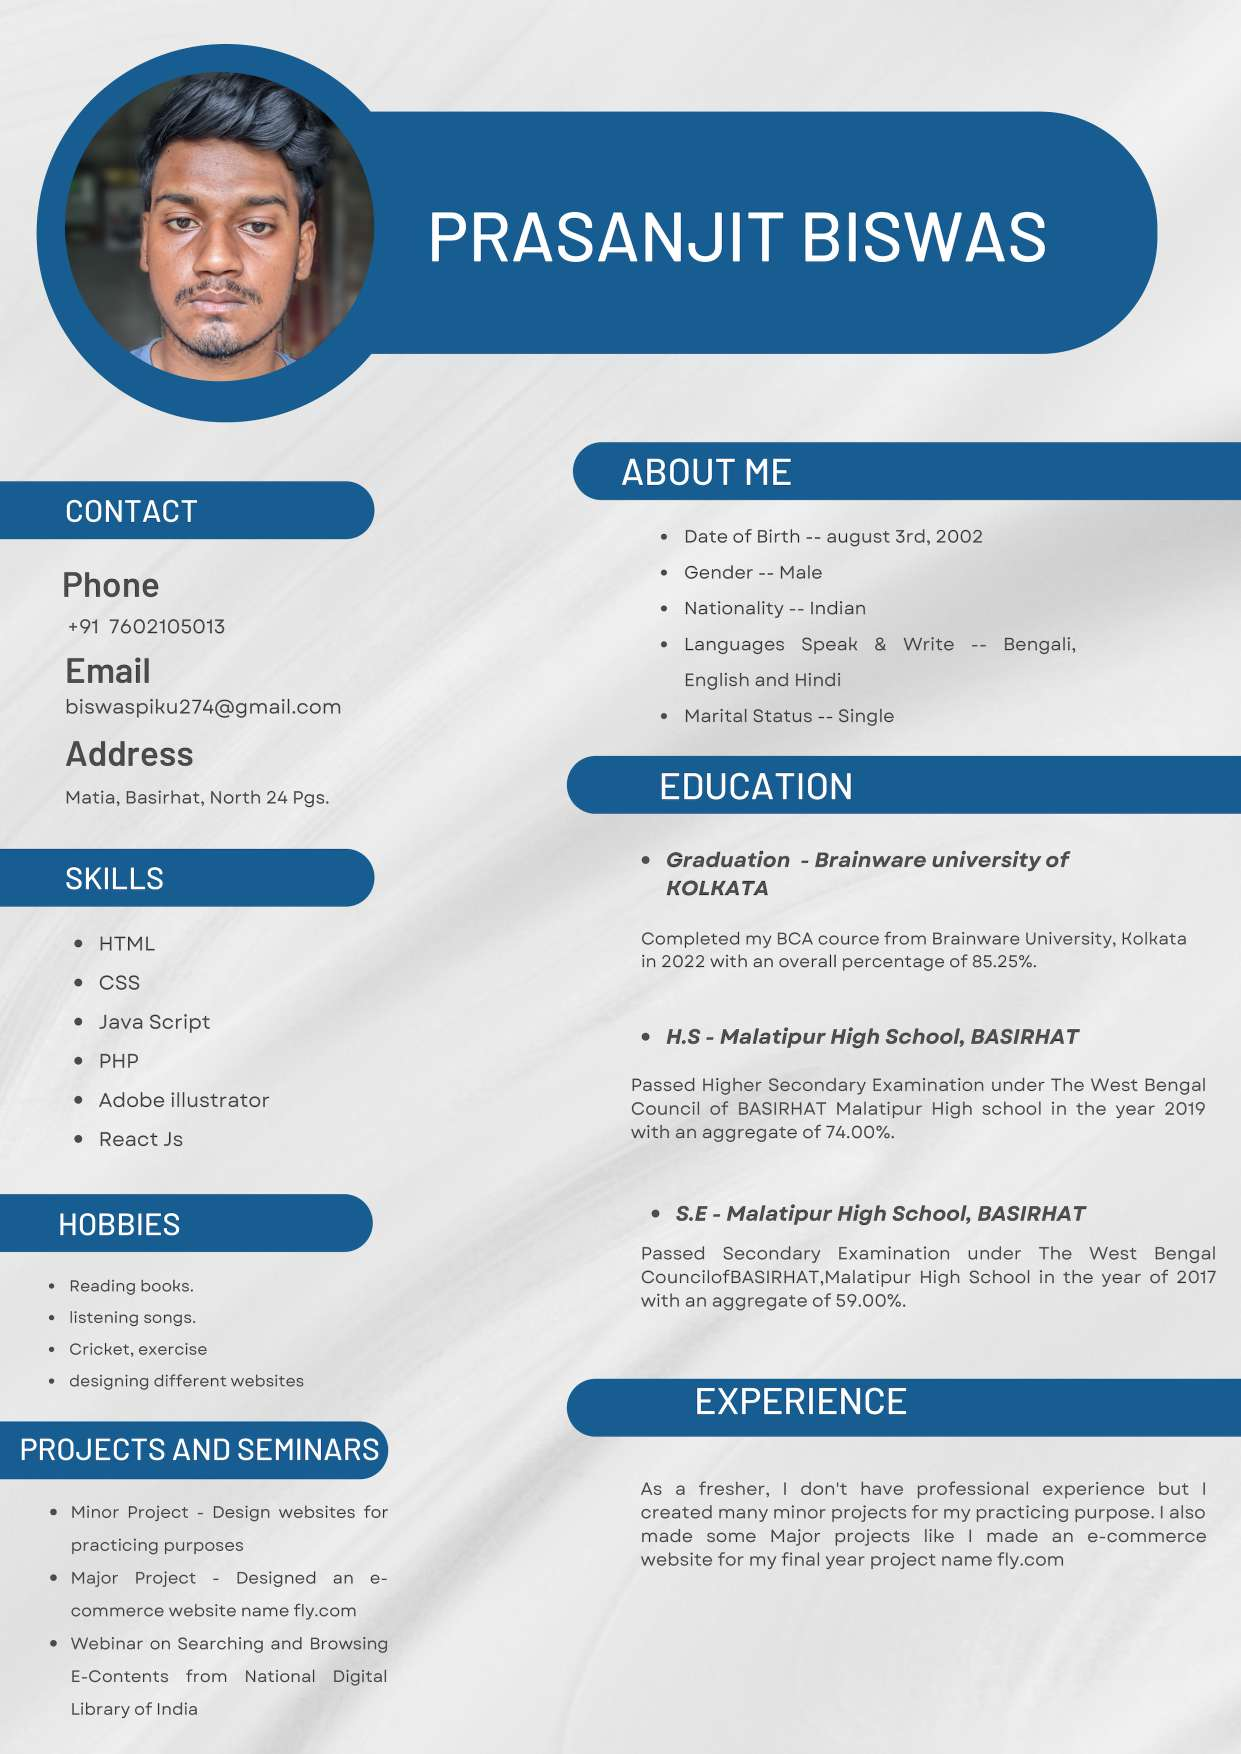 PRASANJIT BISWAS
CONTACT
Phone
+91 7602105013
Email
biswaspiku274@gmail.com
Address
Matia, Basirhat, North 24 Pgs.
SKILLS
• HTML
• CSS
• Java Script
• PHP
• Adobe illustrator
• React Js
HOBBIES
• Reading books.
• listening songs.
• Cricket, exercise
• designing different websites
PROJECTS AND SEMINARS
• Minor Project - Design websites for
practicing purposes
• Major Project - Designed an e-
commerce website name fly.com
• Webinar on Searching and Browsing
E-Contents from National Digital
Library of India
ABOUT ME
• Date of Birth -- august 3rd, 2002
• Gender -- Male
• Nationality -- Indian
• Languages Speak & Write -- Bengali,
English and Hindi
• Marital Status -- Single
EDUCATION
• Graduation - Brainware university of
KOLKATA
Completed my BCA cource from Brainware University, Kolkata
in 2022 with an overall percentage of 85.25%.
• H.S - Malatipur High School, BASIRHAT
Passed Higher Secondary Examination under The West Bengal
Council of BASIRHAT Malatipur High school in the year 2019
with an aggregate of 74.00%.
• S.E - Malatipur High School, BASIRHAT
Passed Secondary Examination under The West Bengal
CouncilofBASIRHAT,Malatipur High School in the year of 2017
with an aggregate of 59.00%.
EXPERIENCE
As a fresher, I don't have professional experience but I
created many minor projects for my practicing purpose. I also
made some Major projects like I made an e-commerce
website for my final year project name fly.com